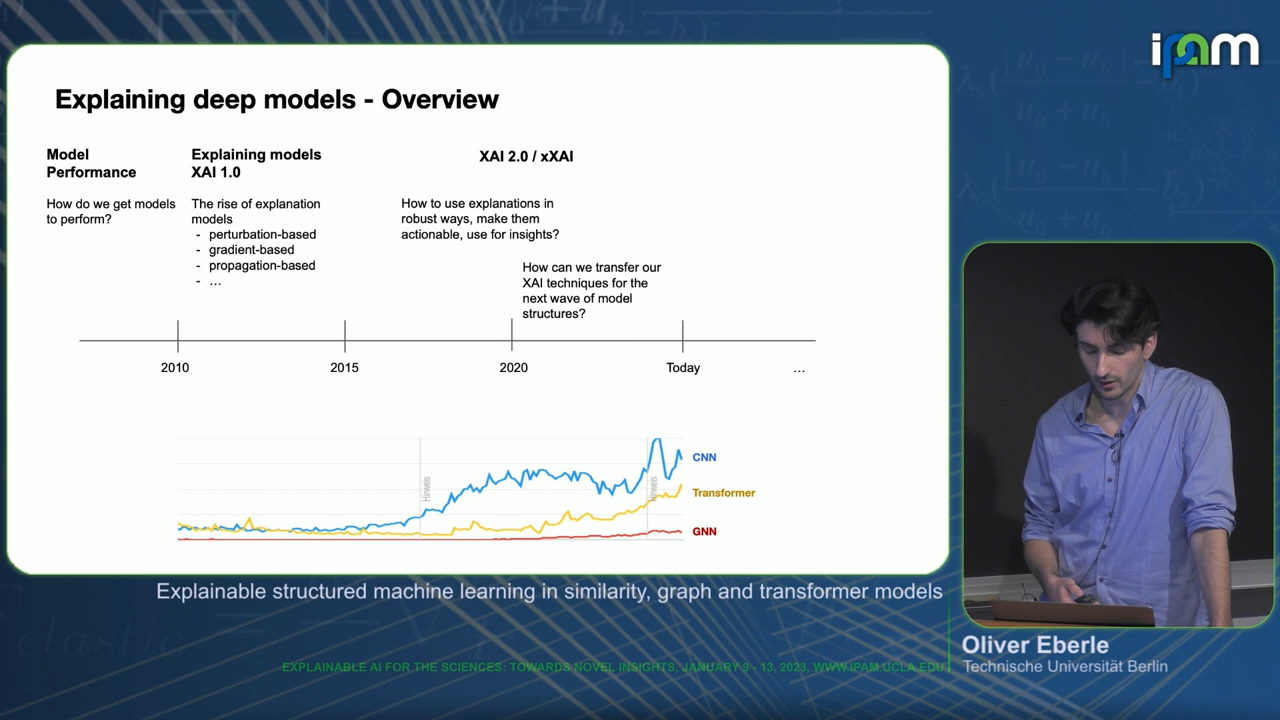 ipam
Explaining deep models - Overview
Model
Performance
Explaining models
XAI 1.0
XAI 2.0 / xXAI
How do we get models
to perform?
The rise of explanation
models
- perturbation-based
- gradient-based
- propagation-based
- …
How to use explanations in
robust ways, make them
actionable, use for insights?
How can we transfer our
XAI techniques for the
next wave of model
structures?
2010
2015
2020
Today
...
Hinweis
Hinweis
CNN
Transformer
GNN
Explainable structured machine learning in similarity, graph and transformer models
Oliver Eberle
Technische Universität Berlin
EXPLAINABLE AI FOR THE SCIENCES: TOWARDS NOVEL INSIGHTS, JANUARY 9 - 13, 2023, WWW.IPAM.UCLA.EDU
elastic